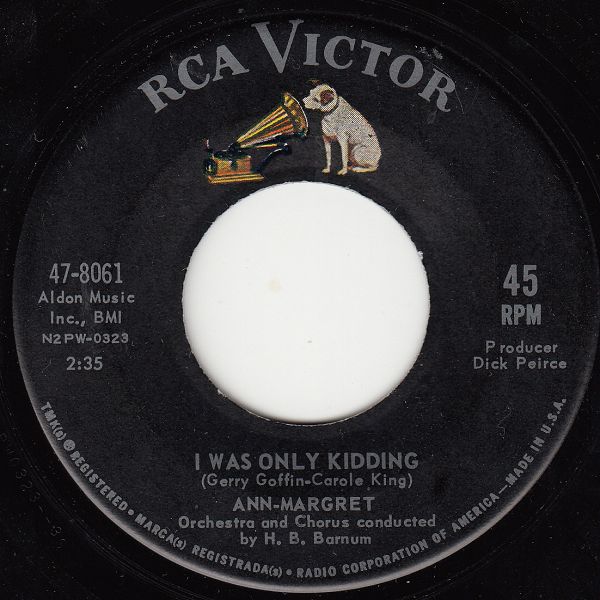 RCA VICTOR
47-8061
Aldon Music
Inc., BMI
N2PW-0323
2:35
45
RPM
Producer
Dick Peirce
I WAS ONLY KIDDING
(Gerry Goffin-Carole King)
ANN-MARGRET
Orchestra and Chorus conducted
by H. B. Barnum
TMK(s) ® REGISTERED • MARCA(s) REGISTRADA(s) • RADIO CORPORATION OF AMERICA—MADE IN U.S.A.